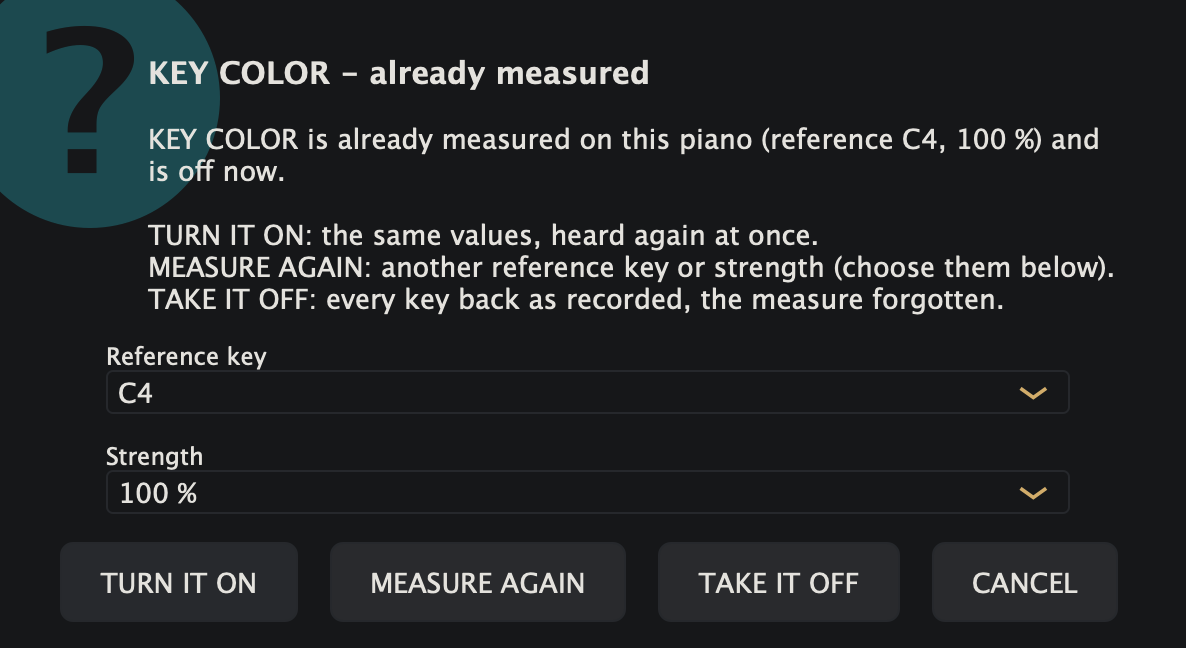 ?
KEY COLOR – already measured
KEY COLOR is already measured on this piano (reference C4, 100 %) and
is off now.
TURN IT ON: the same values, heard again at once.
MEASURE AGAIN: another reference key or strength (choose them below).
TAKE IT OFF: every key back as recorded, the measure forgotten.
Reference key
C4
Strength
100 %
TURN IT ON MEASURE AGAIN TAKE IT OFF CANCEL